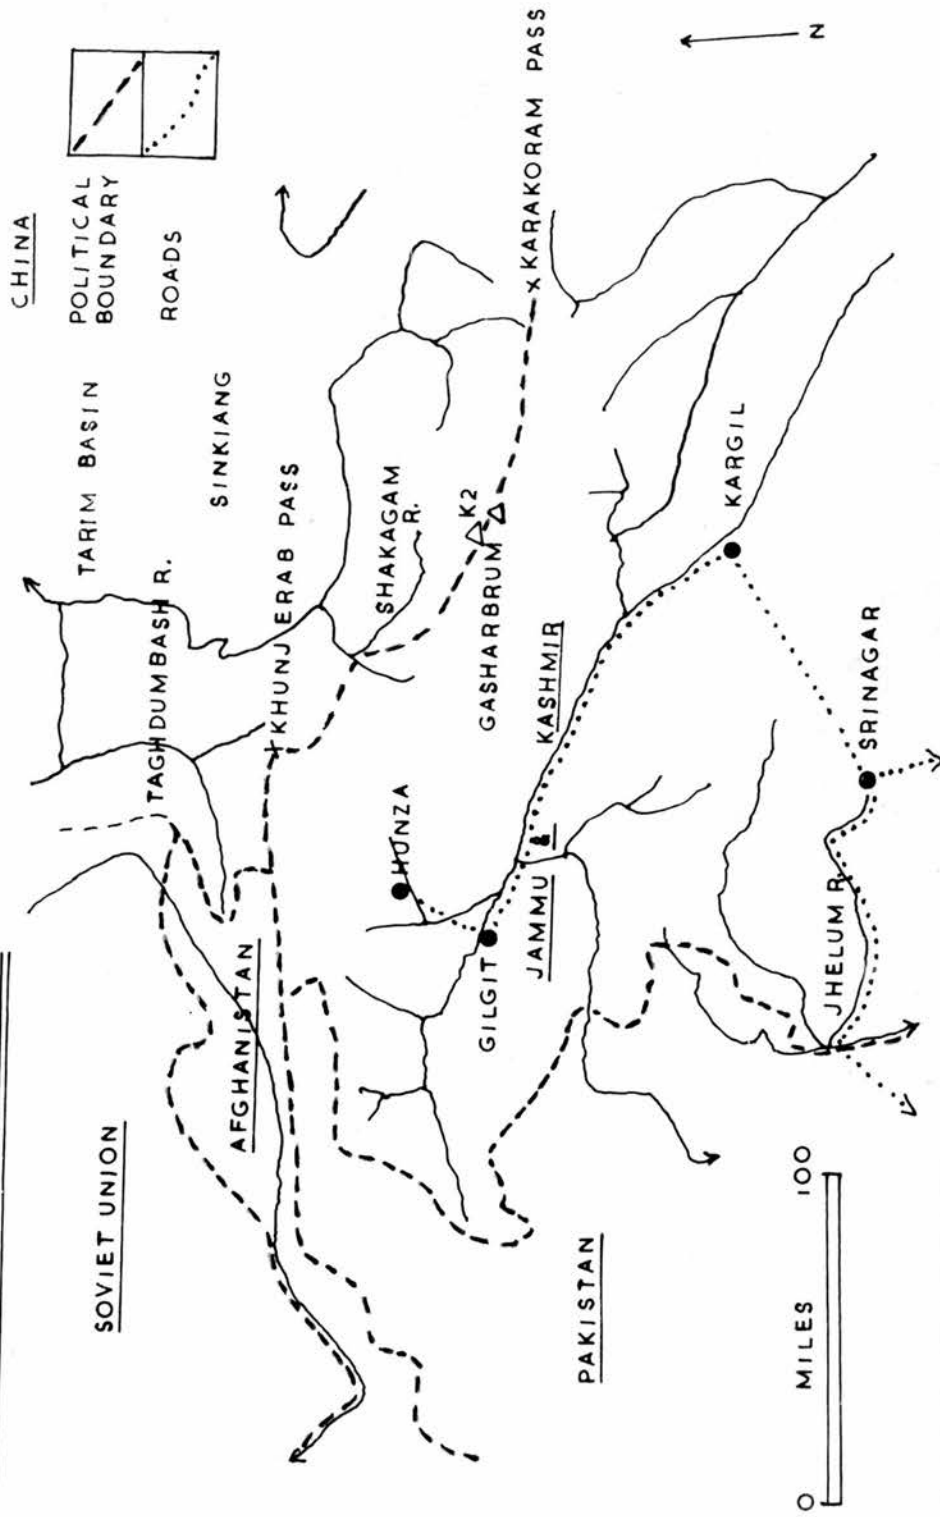 CHINA
POLITICAL
BOUNDARY
ROADS
TARIM BASIN
SINKIANG
TAGHDUMBASH R.
KHUNJERAB PASS
SHAKAGAM
R.
K2
GASHARBRUM
X KARAKORAM PASS
N
SOVIET UNION
AFGHANISTAN
HUNZA
GILGIT
JAMMU & KASHMIR
KARGIL
SRINAGAR
JHELUM R.
PAKISTAN
0 MILES 100